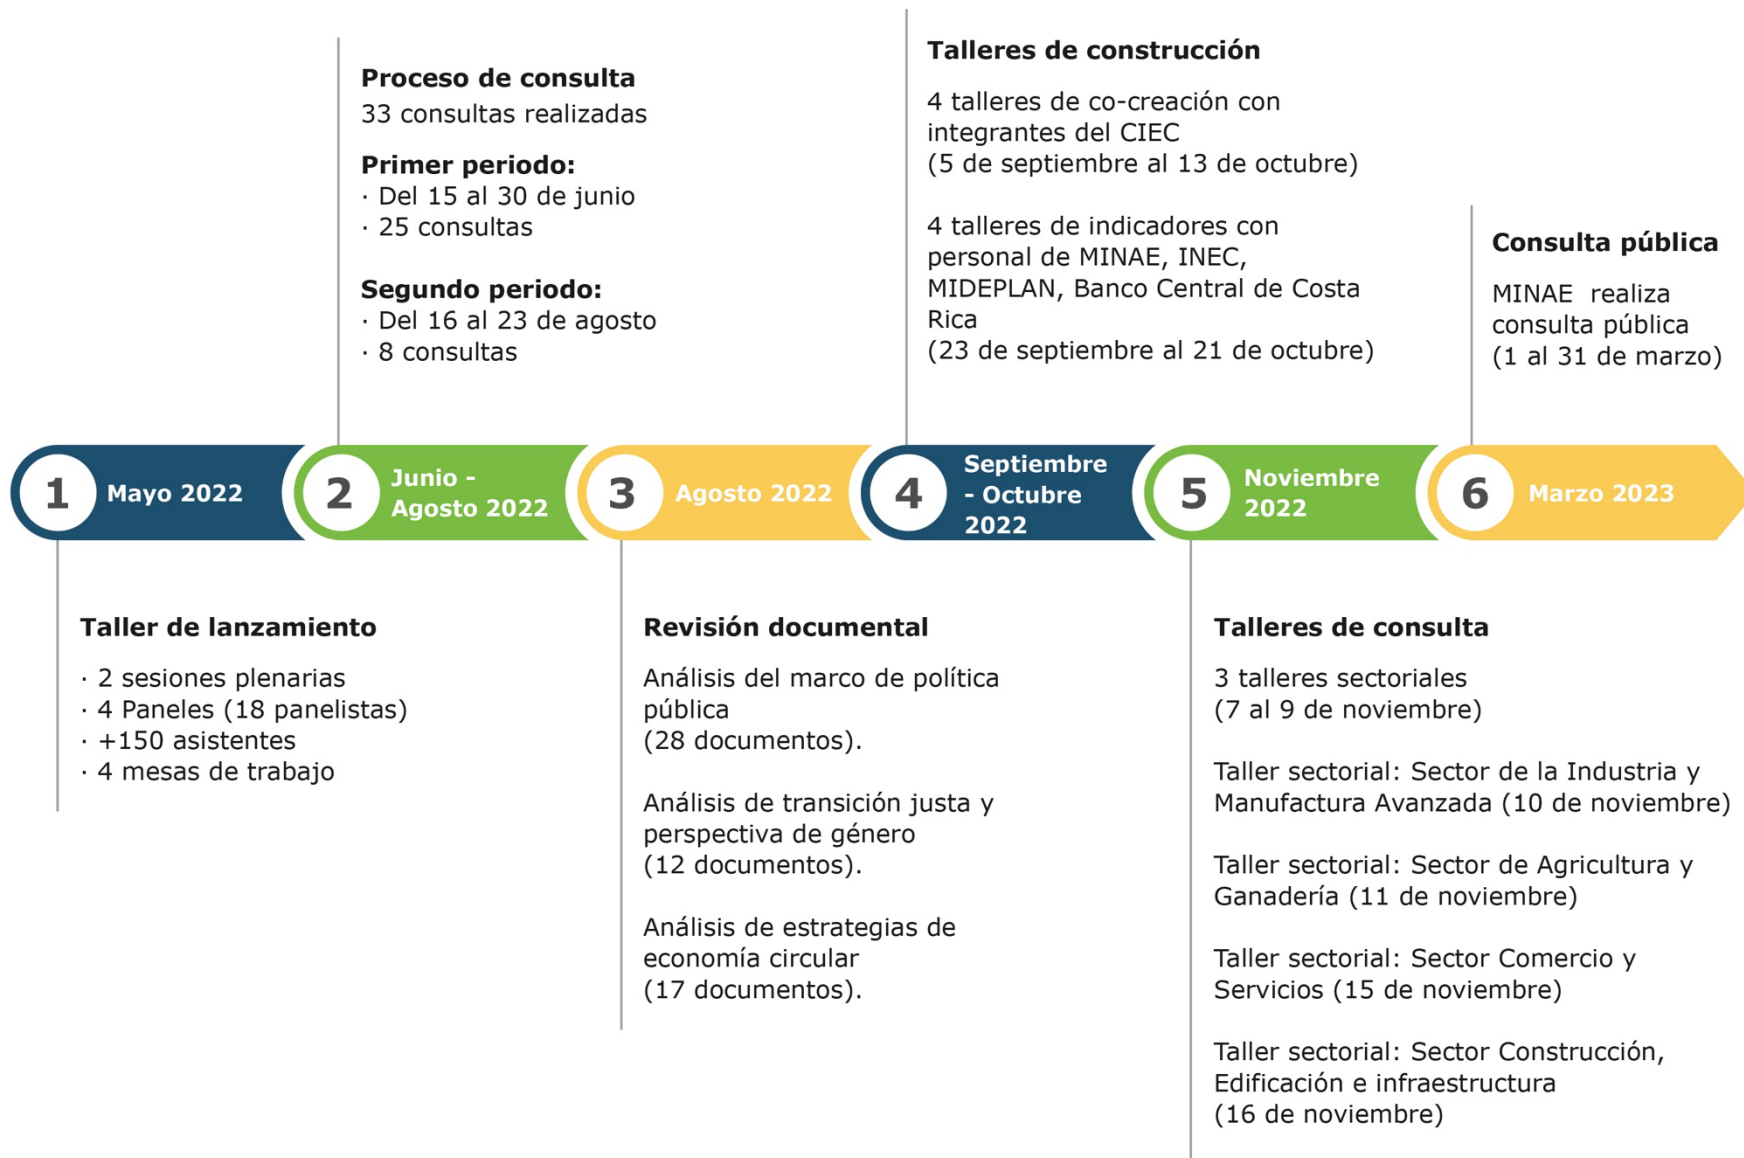 Proceso de consulta
33 consultas realizadas
Primer periodo:
· Del 15 al 30 de junio
· 25 consultas
Segundo periodo:
· Del 16 al 23 de agosto
· 8 consultas
Talleres de construcción
4 talleres de co-creación con
integrantes del CIEC
(5 de septiembre al 13 de octubre)
4 talleres de indicadores con
personal de MINAE, INEC,
MIDEPLAN, Banco Central de Costa
Rica
(23 de septiembre al 21 de octubre)
Consulta pública
MINAE realiza
consulta pública
(1 al 31 de marzo)
1
Mayo 2022
2
Junio -
Agosto 2022
3
Agosto 2022
4
Septiembre
- Octubre
2022
5
Noviembre
2022
6
Marzo 2023
Taller de lanzamiento
· 2 sesiones plenarias
· 4 Paneles (18 panelistas)
· +150 asistentes
· 4 mesas de trabajo
Revisión documental
Análisis del marco de política
pública
(28 documentos).
Análisis de transición justa y
perspectiva de género
(12 documentos).
Análisis de estrategias de
economía circular
(17 documentos).
Talleres de consulta
3 talleres sectoriales
(7 al 9 de noviembre)
Taller sectorial: Sector de la Industria y
Manufactura Avanzada (10 de noviembre)
Taller sectorial: Sector de Agricultura y
Ganadería (11 de noviembre)
Taller sectorial: Sector Comercio y
Servicios (15 de noviembre)
Taller sectorial: Sector Construcción,
Edificación e infraestructura
(16 de noviembre)